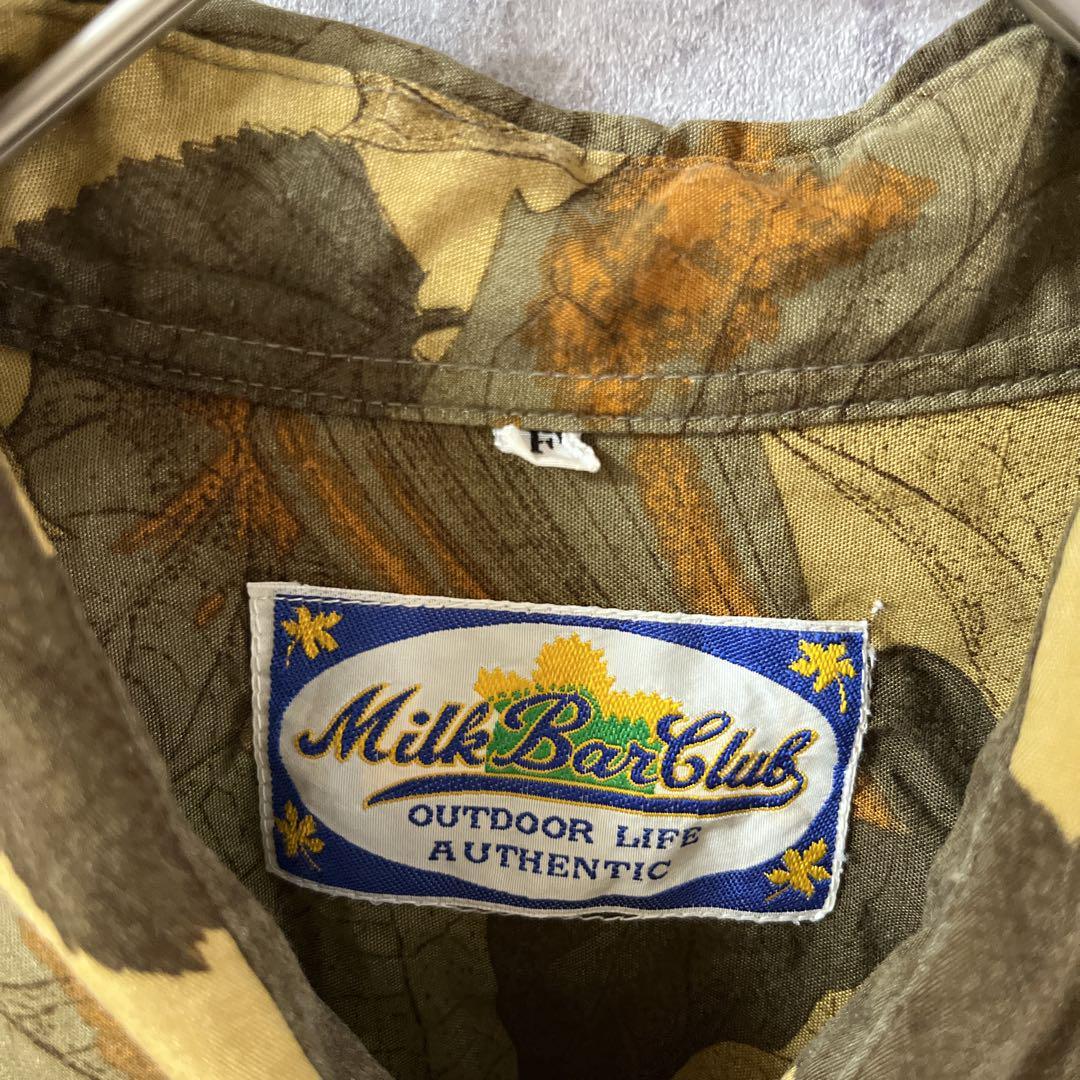 F
Milk Bar Club
OUTDOOR LIFE
AUTHENTIC